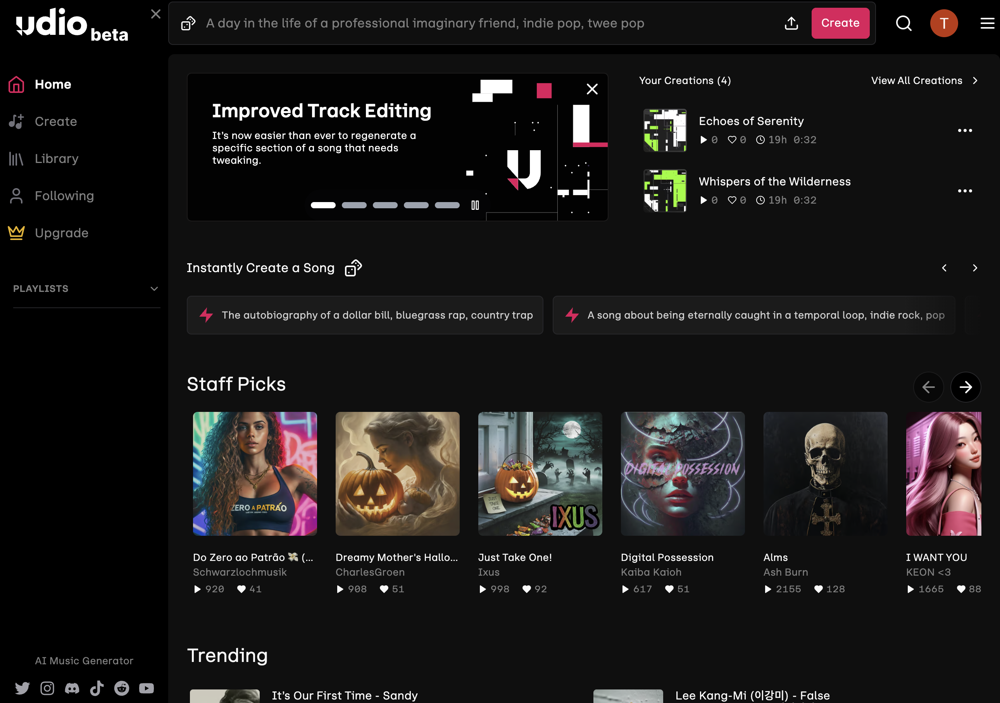 udio beta
A day in the life of a professional imaginary friend, indie pop, twee pop
Create
T
Home
Create
Library
Following
Upgrade
PLAYLISTS
AI Music Generator
Improved Track Editing
It’s now easier than ever to regenerate a
specific section of a song that needs
tweaking.
Your Creations (4)
View All Creations
Echoes of Serenity
0 0 19h 0:32
Whispers of the Wilderness
0 0 19h 0:32
Instantly Create a Song
The autobiography of a dollar bill, bluegrass rap, country trap
A song about being eternally caught in a temporal loop, indie rock, pop
Staff Picks
ZERO A PATRÃO
JUST
TAKE
ONE
IXUS
DIGITAL POSSESSION
Do Zero ao Patrão 💸 (...
Schwarzlochmusik
920 41
Dreamy Mother's Hallo...
CharlesGroen
908 51
Just Take One!
Ixus
998 92
Digital Possession
Kaiba Kaioh
617 51
Alms
Ash Burn
2155 128
I WANT YOU
KEON <3
1665 88
Trending
It’s Our First Time - Sandy
Lee Kang-Mi (이강미) - False